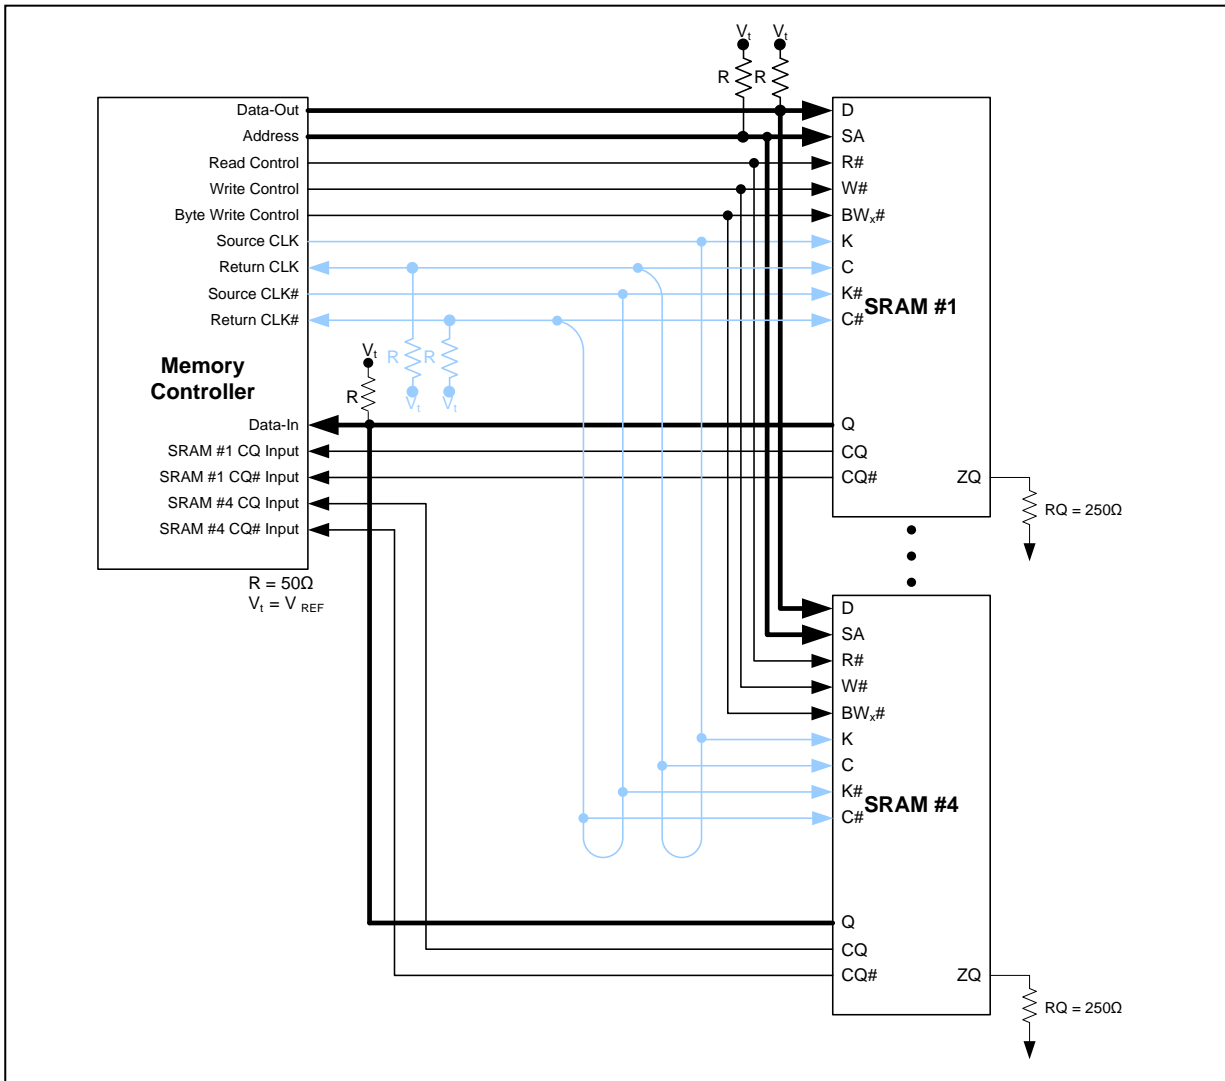 Vt Vt
R R
Data-Out
Address
Read Control
Write Control
Byte Write Control
Source CLK
Return CLK
Source CLK#
Return CLK#
Memory
Controller
Data-In
SRAM #1 CQ Input
SRAM #1 CQ# Input
SRAM #4 CQ Input
SRAM #4 CQ# Input
R = 50Ω
Vt = V REF
Vt
R
R R
Vt Vt
D
SA
R#
W#
BWx#
K
C
K#
C#
SRAM #1
Q
CQ
CQ#
ZQ
RQ = 250Ω
D
SA
R#
W#
BWx#
K
C
K#
C#
SRAM #4
Q
CQ
CQ#
ZQ
RQ = 250Ω